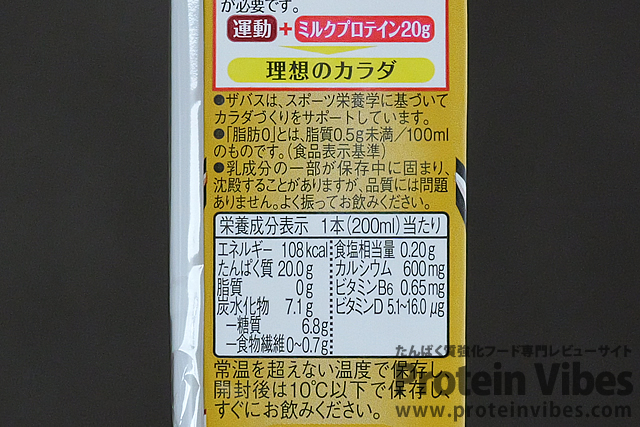 が必要です。
運動+ミルクプロテイン20g
理想のカラダ
●ザバスは、スポーツ栄養学に基づいて
カラダづくりをサポートしています。
●「脂肪0」とは、脂質0.5g未満/100ml
のものです。(食品表示基準)
●乳成分の一部が保存中に固まり、
沈殿することがありますが、品質には問題
ありません。よく振ってお飲みください。
栄養成分表示 1本(200ml)当たり
エネルギー 108kcal 食塩相当量 0.20g
たんぱく質 20.0g カルシウム 600mg
脂質 0g ビタミンB6 0.65mg
炭水化物 7.1g ビタミンD 5.1~16.0μg
ー糖質 6.8g
ー食物繊維 0~0.7g
常温を超えない温度で保存し、
開封後は10℃以下で保存し
すぐにお飲みください。
たんぱく質強化フード専門レビューサイト
Protein Vibes
www.proteinvibes.com